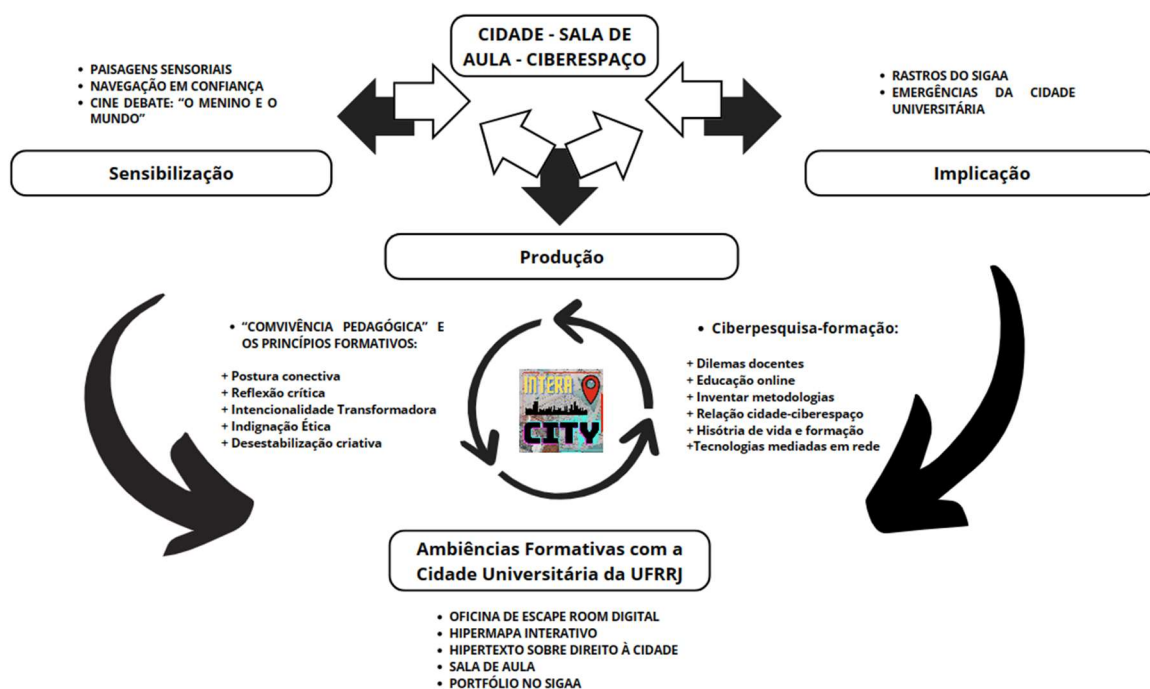 CIDADE - SALA DE
AULA - CIBERESPAÇO
• PAISAGENS SENSORIAIS
• NAVEGAÇÃO EM CONFIANÇA
• CINE DEBATE: “O MENINO E O
MUNDO”
• RASTROS DO SIGAA
• EMERGÊNCIAS DA CIDADE
UNIVERSITÁRIA
Sensibilização
Implicação
Produção
• “COMVIVÊNCIA PEDAGÓGICA” E
OS PRINCÍPIOS FORMATIVOS:
+ Postura conectiva
+ Reflexão crítica
+ Intencionalidade Transformadora
+ Indignação Ética
+ Desestabilização criativa
INTERA
CITY
• Ciberpesquisa-formação:
+ Dilemas docentes
+ Educação online
+ Inventar metodologias
+ Relação cidade-ciberespaço
+ Hisótria de vida e formação
+Tecnologias mediadas em rede
Ambiências Formativas com a
Cidade Universitária da UFRRJ
• OFICINA DE ESCAPE ROOM DIGITAL
• HIPERMAPA INTERATIVO
• HIPERTEXTO SOBRE DIREITO À CIDADE
• SALA DE AULA
• PORTFÓLIO NO SIGAA